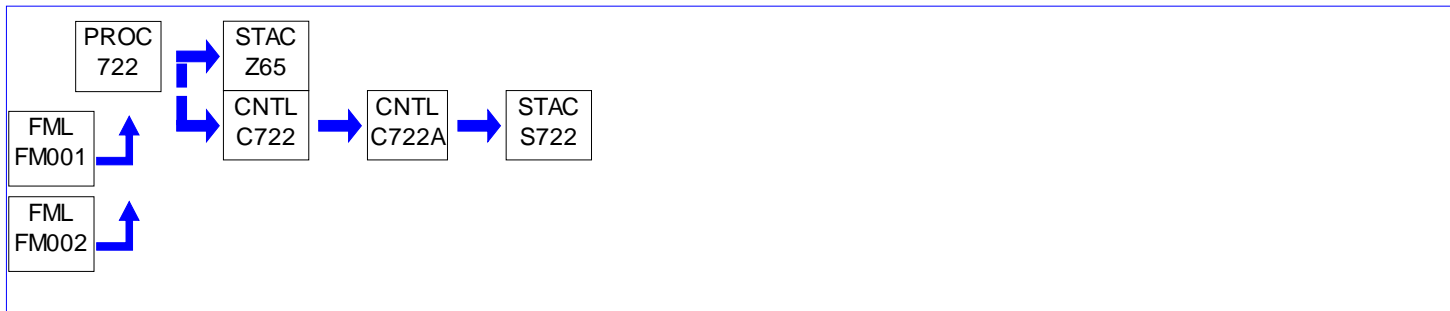 PROC
722
STAC
Z65
CNTL
C722
CNTL
C722A
STAC
S722
FML
FM001
FML
FM002